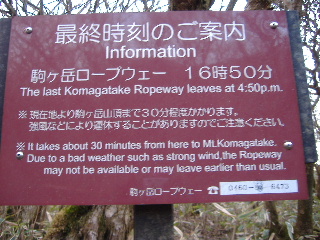 最終時刻のご案内
Information
駒ヶ岳ロープウェー 16時50分
The last Komagatake Ropeway leaves at 4:50p.m.
※ 現在地より駒ヶ岳山頂まで30分程度かかります。
強風などにより運休することがありますのでご注意ください。
※ It takes about 30 minutes from here to Mt.Komagatake.
Due to a bad weather such as strong wind,the Ropeway
may not be available or may leave earlier than usual.
駒ヶ岳ロープウェー ☎